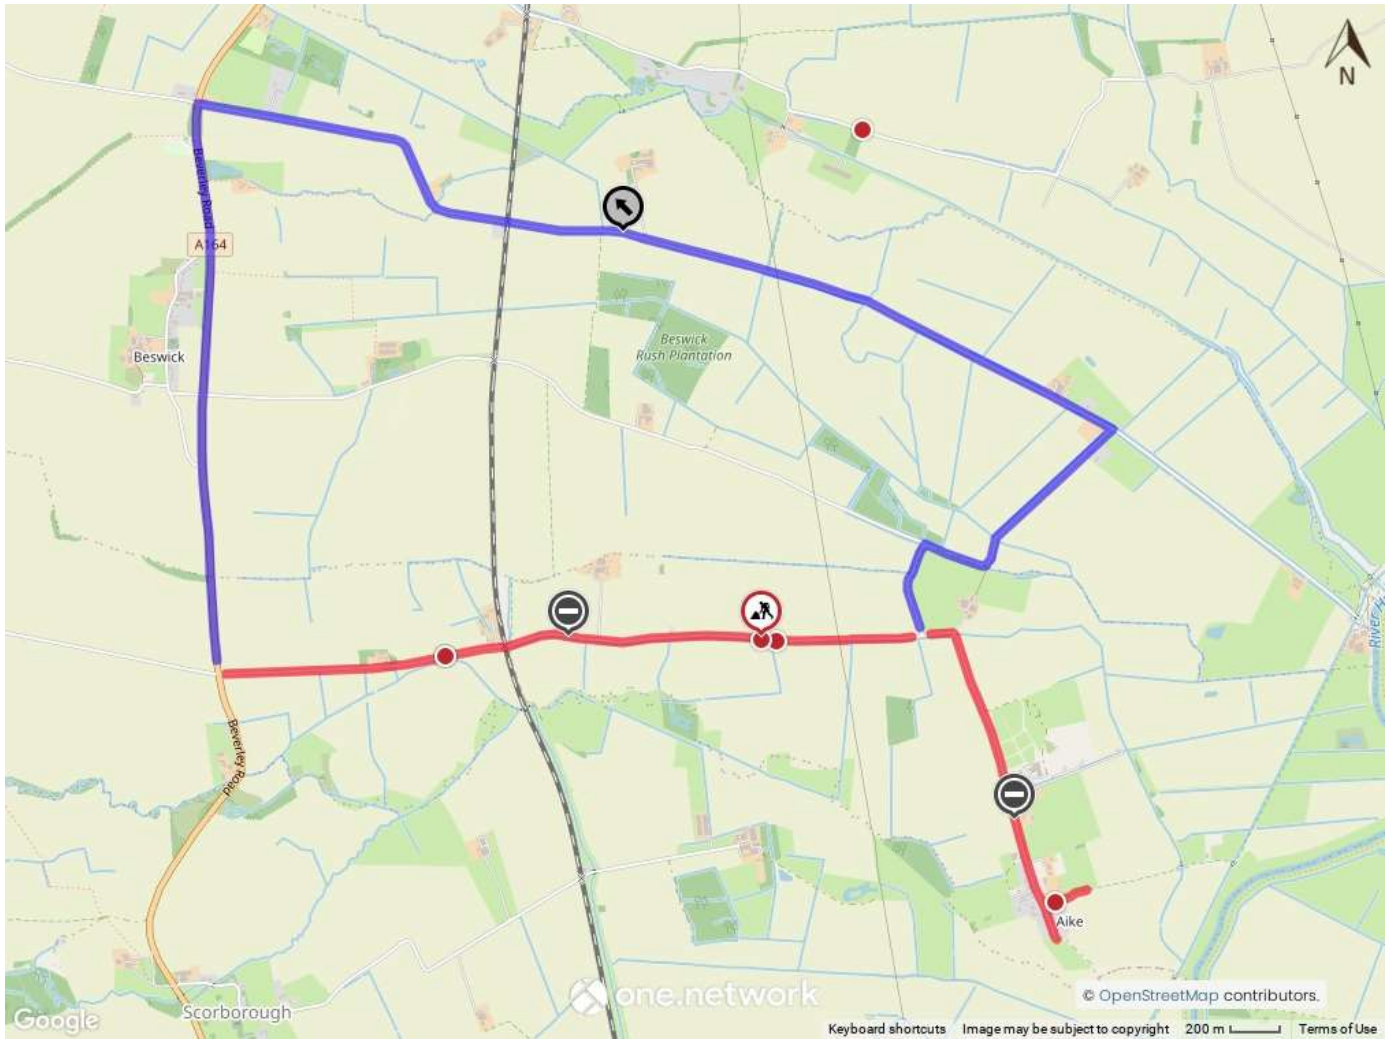 N
Beverley Road
A164
Beswick
Beswick
Rush Plantation
River H
Beverley Road
Aike
Scorborough
one.network
© OpenStreetMap contributors.
Google
Keyboard shortcuts
Image may be subject to copyright
200 m
Terms of Use